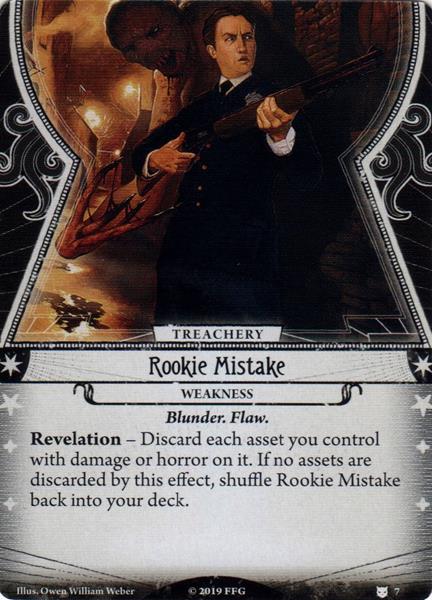 TREACHERY
Rookie Mistake
WEAKNESS
Blunder. Flaw.
Revelation – Discard each asset you control
with damage or horror on it. If no assets are
discarded by this effect, shuffle Rookie Mistake
back into your deck.
Illus. Owen William Weber © 2019 FFG 7